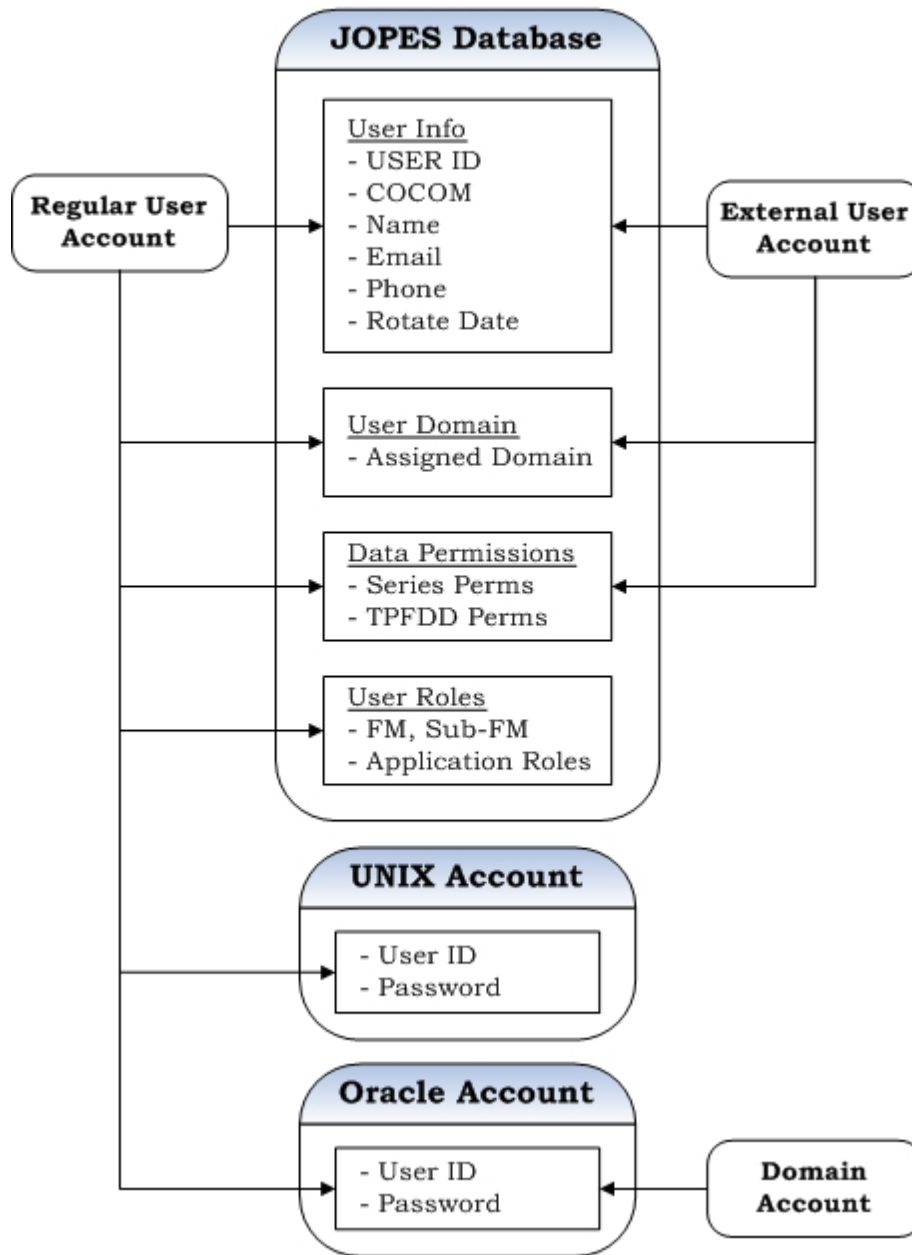 JOPES Database
User Info
- USER ID
- COCOM
- Name
- Email
- Phone
- Rotate Date
Regular User
Account
External User
Account
User Domain
- Assigned Domain
Data Permissions
- Series Perms
- TPFDD Perms
User Roles
- FM, Sub-FM
- Application Roles
UNIX Account
- User ID
- Password
Oracle Account
- User ID
- Password
Domain
Account